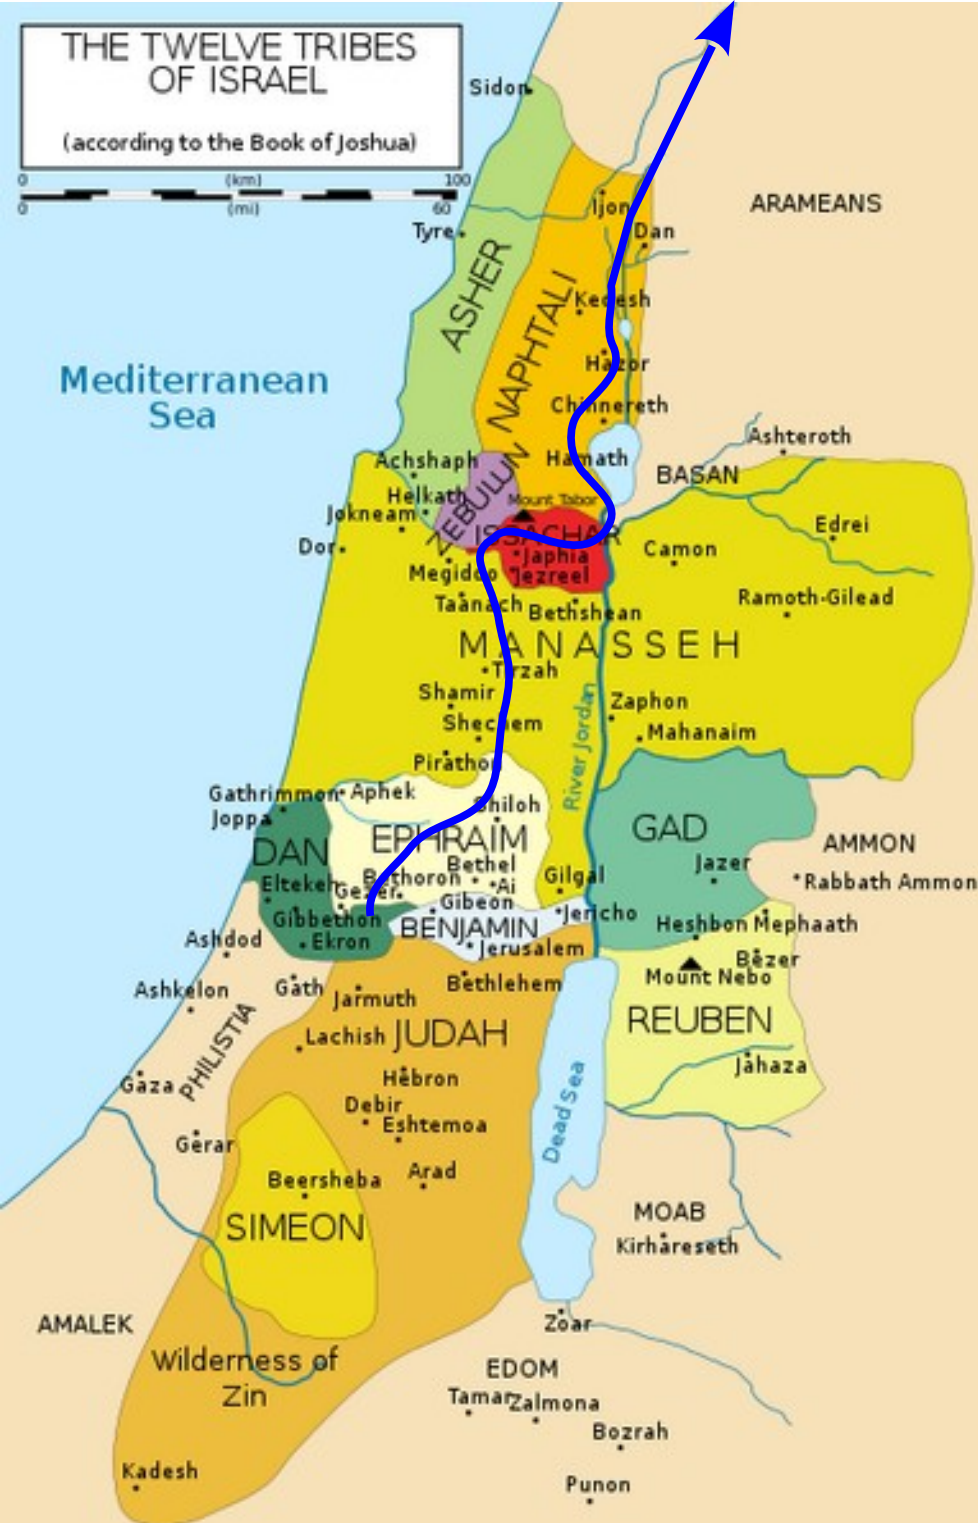 THE TWELVE TRIBES
OF ISRAEL
(according to the Book of Joshua)
0 (km) 100
0 (mi) 60
Sidon
Ijon
ARAMEANS
Tyre
Dan
ASHER
NAPHTALI
Kedesh
Mediterranean
Sea
Hazor
Chinnereth
Ashteroth
Achshaph
Hamath
BASAN
Helkath
NEBULUN
Mount Tabor
Jokneam
ISSACHAR
Edrei
Dor
Japhia
Camon
Megiddo
Jezreel
Taanach
Bethshean
Ramoth-Gilead
MANASSEH
Tirzah
Shamir
Zaphon
Shechem
Mahanaim
River Jordan
Pirathon
Gathrimmon
Aphek
Joppa
Shiloh
DAN
EPHRAIM
GAD
AMMON
Bethel
Jazer
Eltekeh
Gezer
Bethoron
Ai
Gilgal
Rabbath Ammon
Gibbethon
Gibeon
Jericho
BENJAMIN
Heshbon
Mephaath
Ashdod
Ekron
Jerusalem
Bezer
Ashkelon
Gath
Jarmuth
Bethlehem
Mount Nebo
PHILISTIA
Lachish
JUDAH
REUBEN
Gaza
Hebron
Jahaza
Debir
Dead Sea
Gerar
Eshtemoa
Beersheba
Arad
SIMEON
MOAB
Kirhareseth
AMALEK
Zoar
Wilderness of
Zin
EDOM
Tamar
Zalmona
Bozrah
Kadesh
Punon